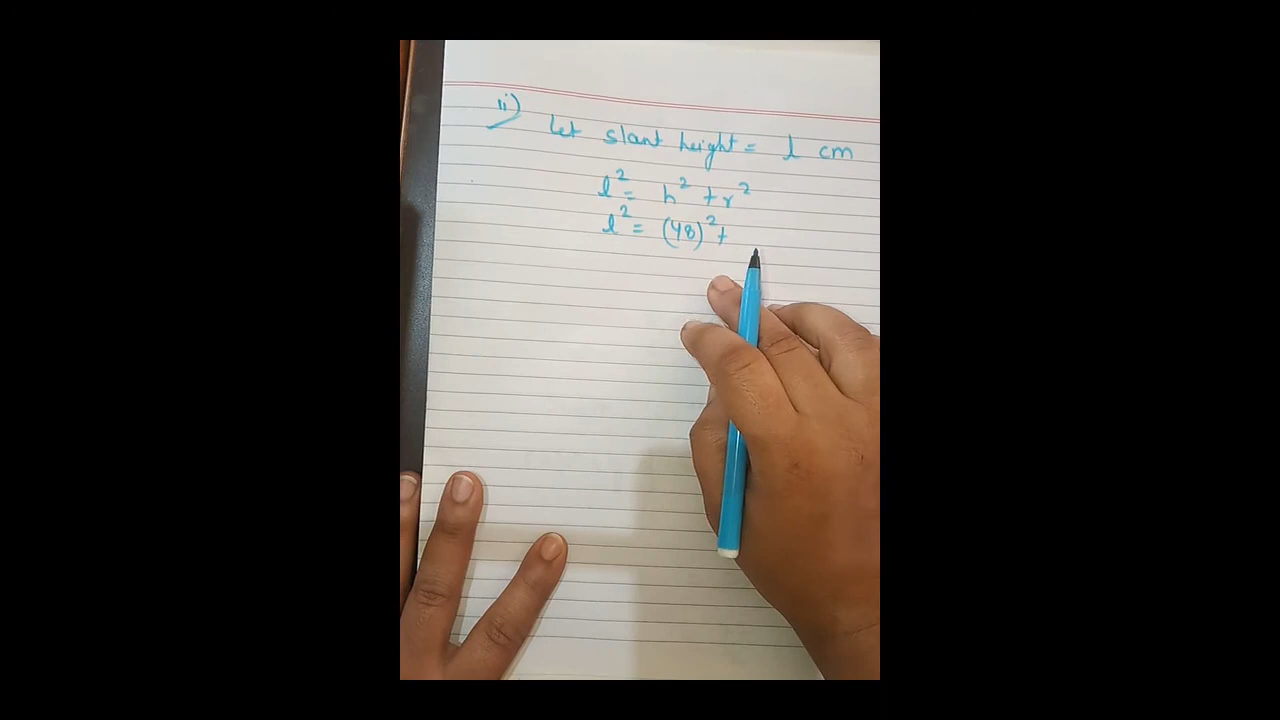 ii) Let slant height = l cm
l² = h² + r²
l² = (48)² +